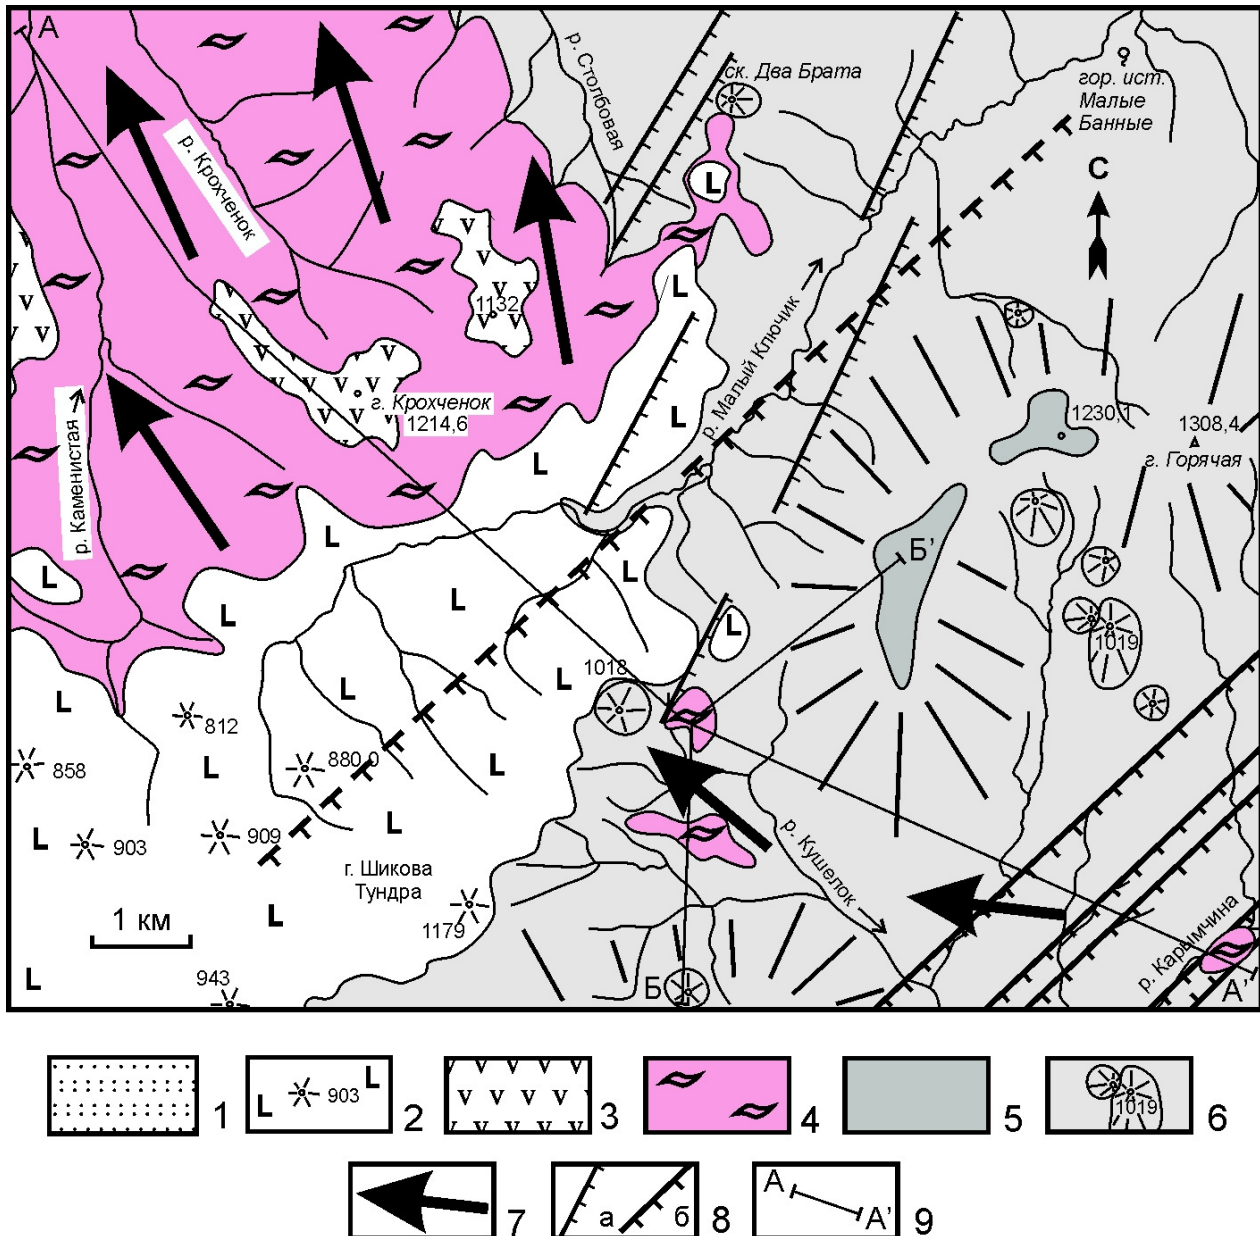 А
р. Столбовая
ск. Два Брата
гор. ист.
Малые
Банные
р. Крохченок
L
С
v v v v v
1132
L
р. Малый Ключик
г. Крохченок
1214,6
L
1230,1
1308,4
г. Горячая
р. Каменистая
L
L
L
Б'
L
L
L
L
L
L
1018
L
L
1019
812
858
L
880,0
L
903
909
L
L
г. Шикова
Тундра
р. Кушелок
1 км
L
1179
р. Карымчина
L
943
Б
А'
1
L 903 L 2
v v v v v v v v v v v 3
4
5
1019 6
7
а б 8
А А' 9